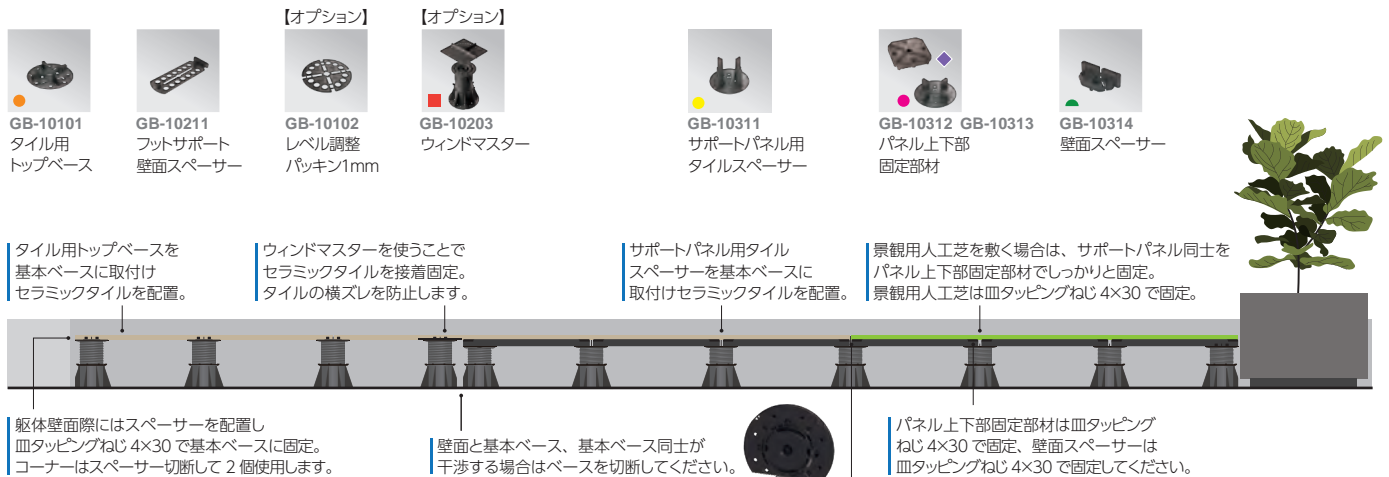 【オプション】
【オプション】
GB-10101
タイル用
トップベース
GB-10211
フットサポート
壁面スペーサー
GB-10102
レベル調整
パッキン1mm
GB-10203
ウィンドマスター
GB-10311
サポートパネル用
タイルスペーサー
GB-10312 GB-10313
パネル上下部
固定部材
GB-10314
壁面スペーサー
タイル用トップベースを
基本ベースに取付け
セラミックタイルを配置。
ウィンドマスターを使うことで
セラミックタイルを接着固定。
タイルの横ズレを防止します。
サポートパネル用タイル
スペーサーを基本ベースに
取付けセラミックタイルを配置。
景観用人工芝を敷く場合は、サポートパネル同士を
パネル上下部固定部材でしっかりと固定。
景観用人工芝は皿タッピングねじ 4×30 で固定。
躯体壁面際にはスペーサーを配置し
皿タッピングねじ 4×30 で基本ベースに固定。
コーナーはスペーサー切断して 2 個使用します。
壁面と基本ベース、基本ベース同士が
干渉する場合はベースを切断してください。
パネル上下部固定部材は皿タッピング
ねじ 4×30 で固定、壁面スペーサーは
皿タッピングねじ 4×30 で固定してください。